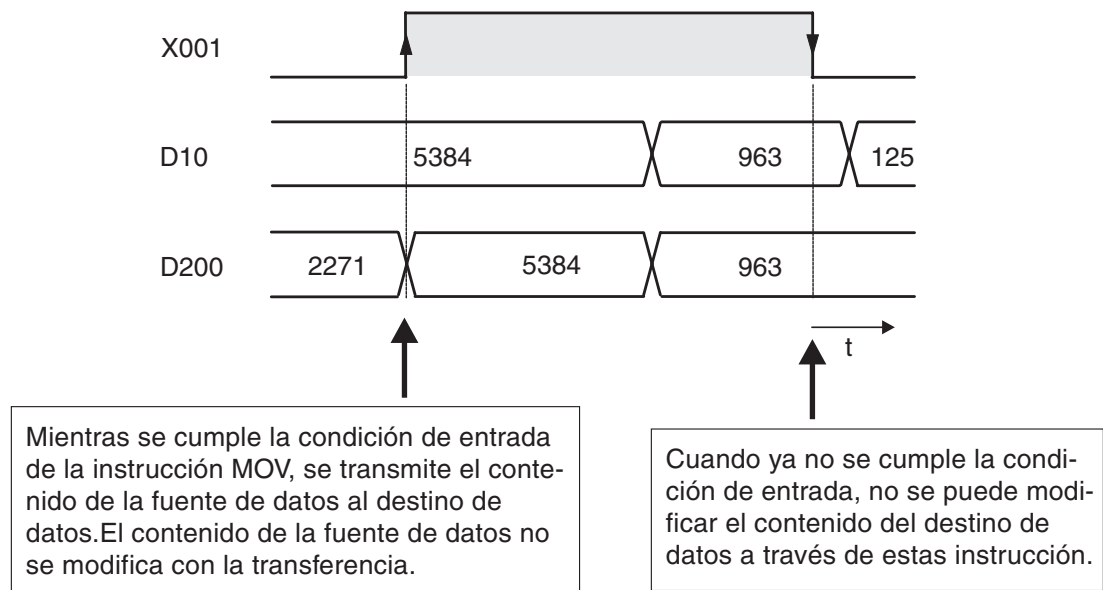 X001
D10 5384 963 125
D200 2271 5384 963
t
Mientras se cumple la condición de entrada
de la instrucción MOV, se transmite el conte-
nido de la fuente de datos al destino de
datos.El contenido de la fuente de datos no
se modifica con la transferencia.
Cuando ya no se cumple la condi-
ción de entrada, no se puede modi-
ficar el contenido del destino de
datos a través de estas instrucción.